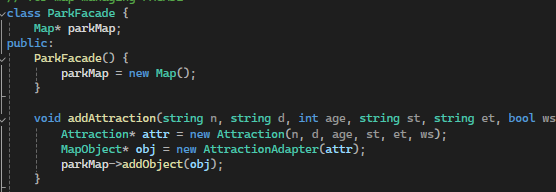 class ParkFacade {
Map* parkMap;
public:
ParkFacade() {
parkMap = new Map();
}
void addAttraction(string n, string d, int age, string st, string et, bool ws
Attraction* attr = new Attraction(n, d, age, st, et, ws);
MapObject* obj = new AttractionAdapter(attr);
parkMap->addObject(obj);
}